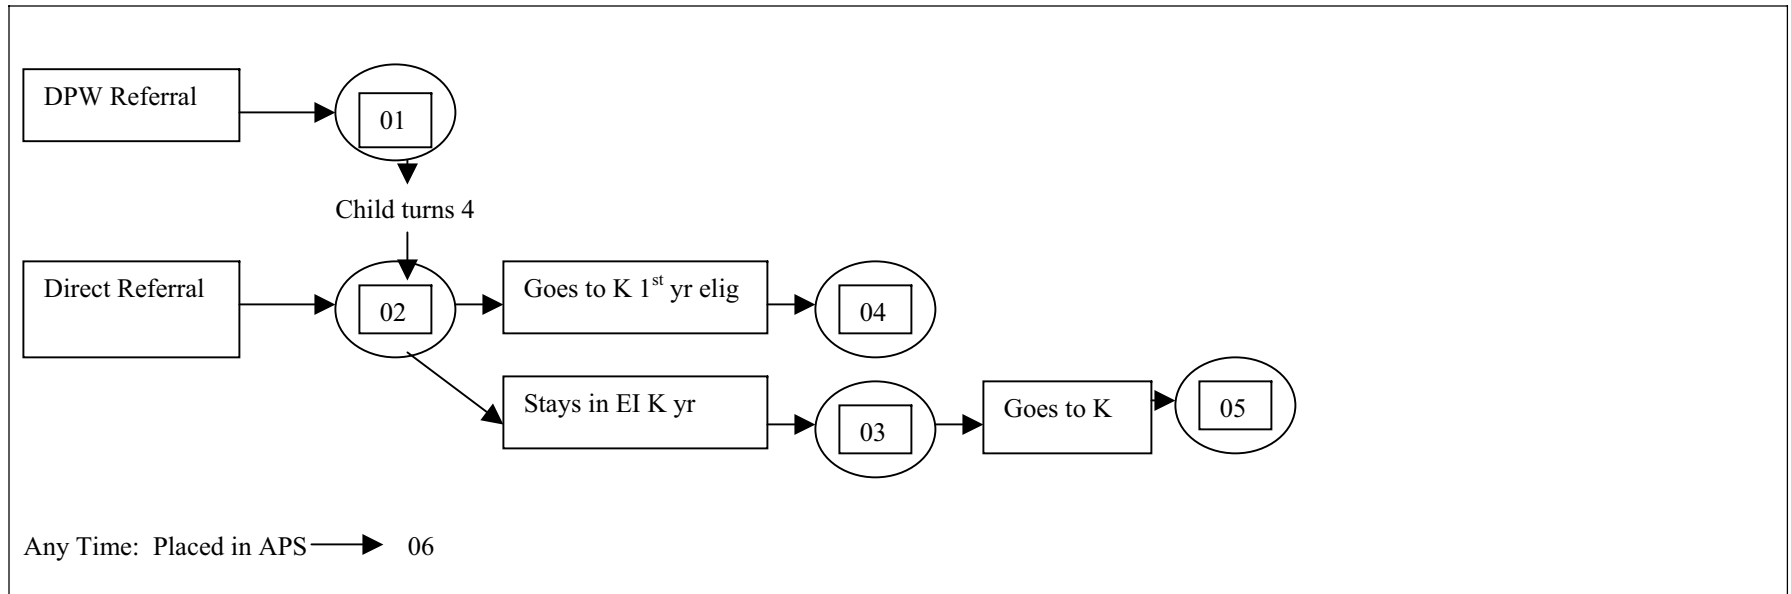 DPW Referral
01
Child turns 4
Direct Referral
02
Goes to K 1st yr elig
04
Stays in EI K yr
03
Goes to K
05
Any Time: Placed in APS 06